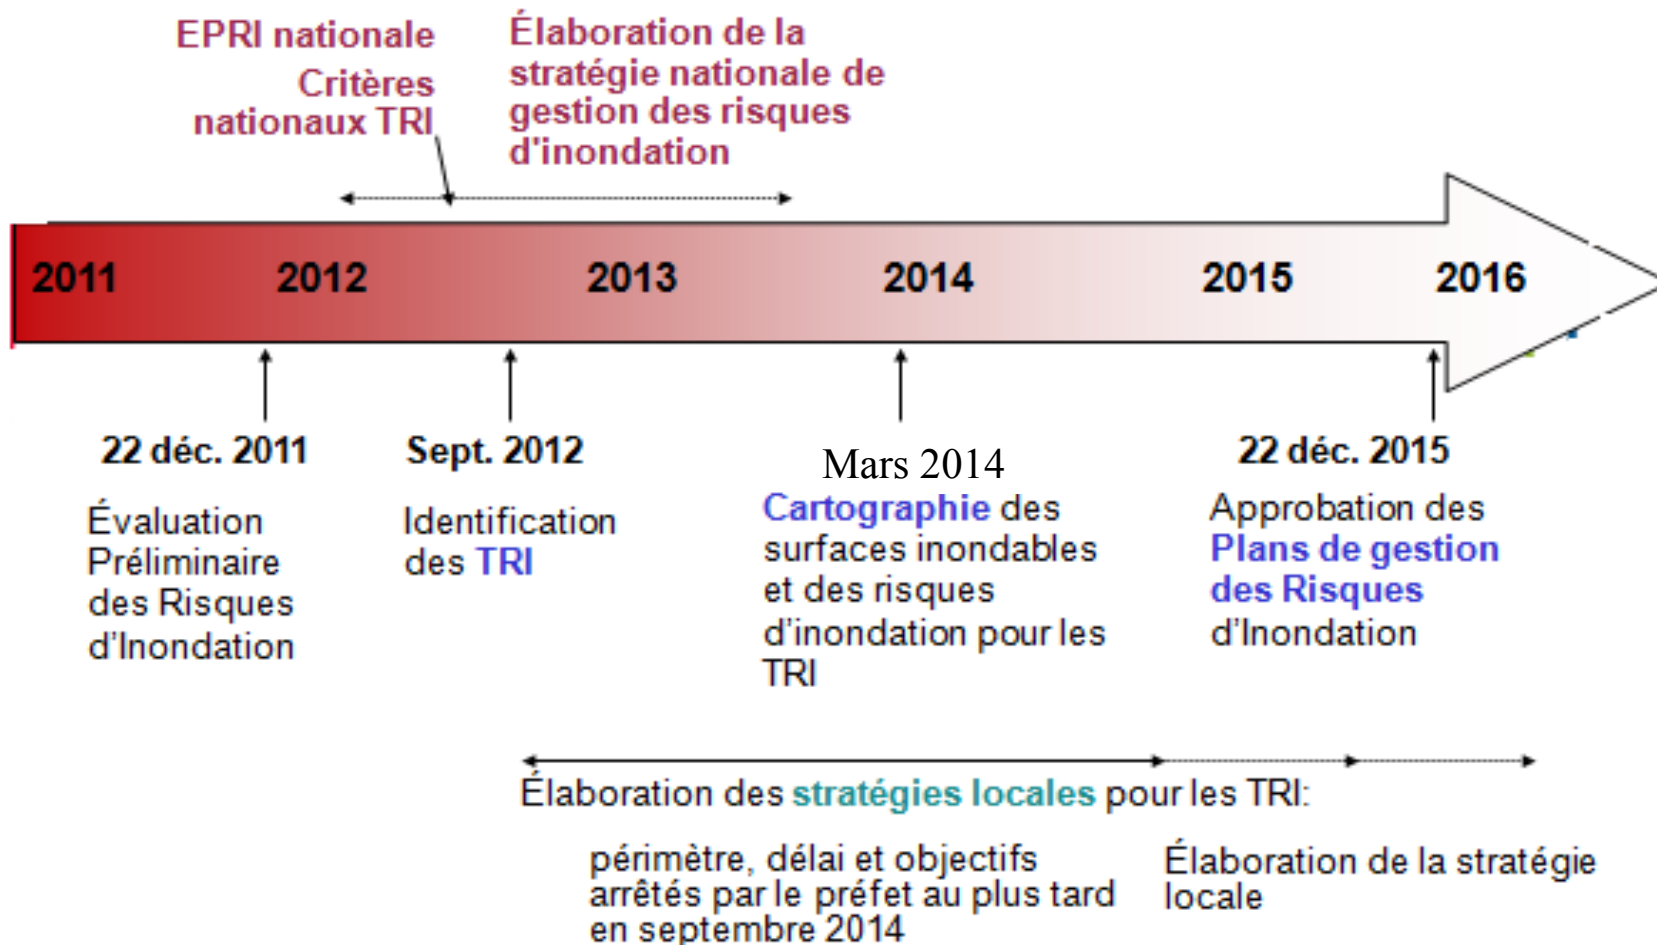 EPRI nationale
Critères
nationaux TRI
Élaboration de la
stratégie nationale de
gestion des risques
d'inondation
2011
2012
2013
2014
2015
2016
22 déc. 2011
Évaluation
Préliminaire
des Risques
d'Inondation
Sept. 2012
Identification
des TRI
Mars 2014
Cartographie des
surfaces inondables
et des risques
d'inondation pour les
TRI
22 déc. 2015
Approbation des
Plans de gestion
des Risques
d'Inondation
Élaboration des stratégies locales pour les TRI:
périmètre, délai et objectifs
arrêtés par le préfet au plus tard
en septembre 2014
Élaboration de la stratégie
locale